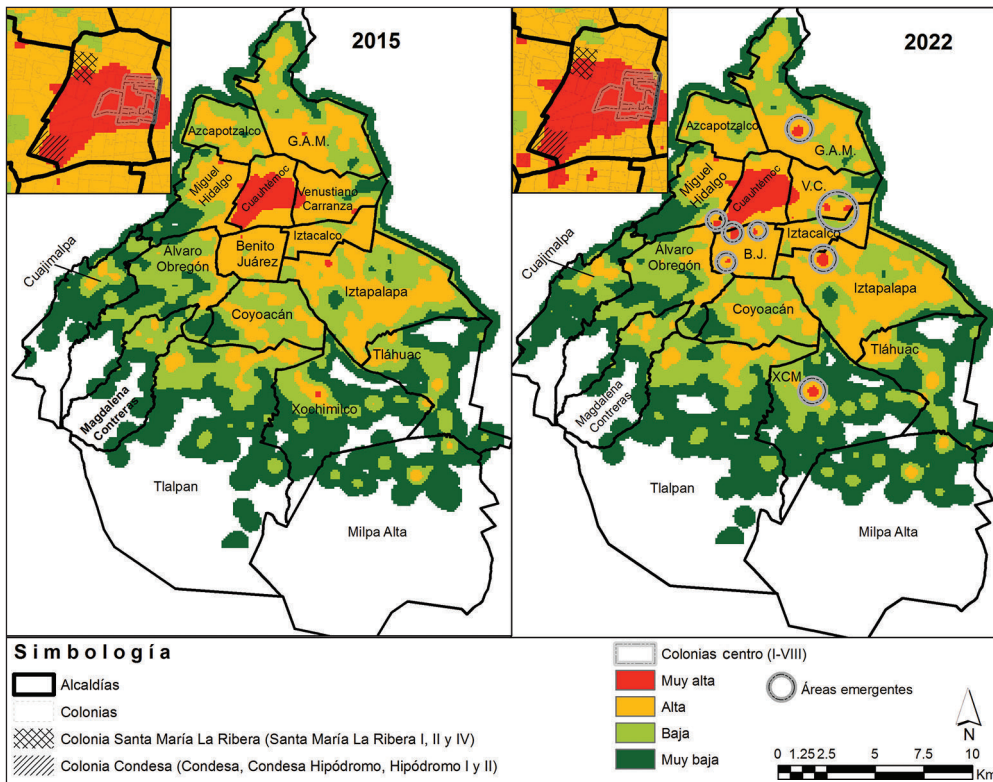 2015
Azcapotzalco
G.A.M.
Miguel
Hidalgo
Cuauhtémoc
Venustiano
Carranza
Iztacalco
Cuajimalpa
Álvaro
Obregón
Benito
Juárez
Iztapalapa
Coyoacán
Tláhuac
Magdalena
Contreras
Xochimilco
Tlalpan
Milpa Alta
2022
Azcapotzalco
G.A.M.
Miguel
Hidalgo
Cuauhtémoc
V.C.
Iztacalco
Cuajimalpa
Álvaro
Obregón
B.J.
Iztapalapa
Coyoacán
Tláhuac
XCM
Magdalena
Contreras
Tlalpan
Milpa Alta
Simbología
Alcaldías
Colonias
Colonia Santa María La Ribera (Santa María La Ribera I, II y IV)
Colonia Condesa (Condesa, Condesa Hipódromo, Hipódromo I y II)
Colonias centro (I-VIII)
Muy alta
Alta
Baja
Muy baja
Áreas emergentes
N
0 1.25 2.5 5 7.5 10
Km